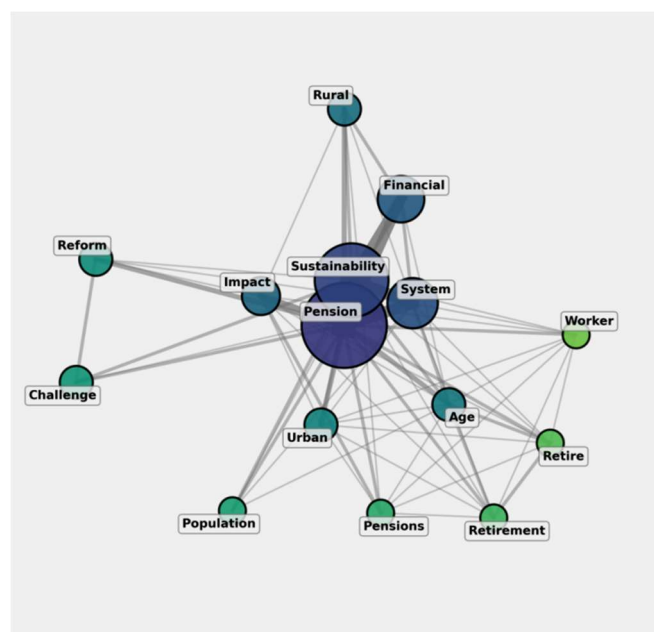 Rural
Financial
Reform
Sustainability
Impact
System
Pension
Worker
Challenge
Age
Urban
Retire
Population
Pensions
Retirement